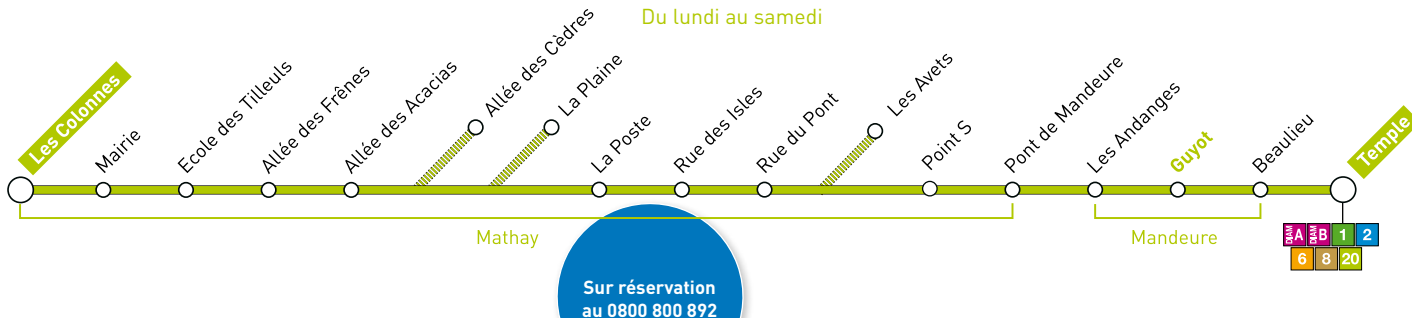 Du lundi au samedi
Les Colonnes
Mairie
Ecole des Tilleuls
Allée des Frênes
Allée des Acacias
Allée des Cèdres
La Plaine
La Poste
Rue des Isles
Rue du Pont
Les Avets
Point S
Pont de Mandeure
Les Andanges
Guyot
Beaulieu
Temple
Mathay
Mandeure
DIAM A DIAM B 1 2
6 8 20
Sur réservation
au 0800 800 892